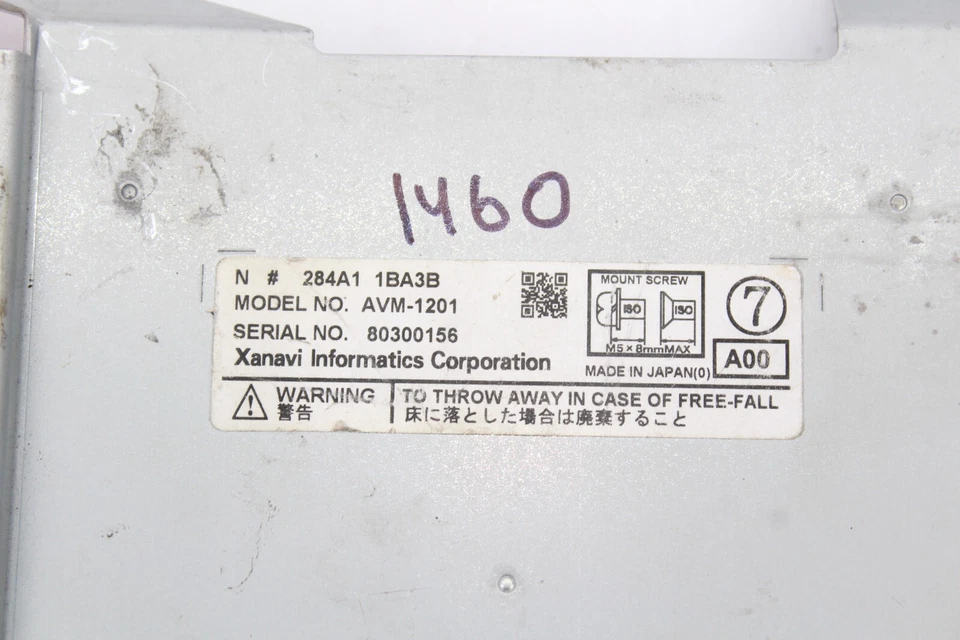 1460
N # 284A1 1BA3B
MODEL NO. AVM-1201
SERIAL NO. 80300156
Xanavi Informatics Corporation
MOUNT SCREW
ISO ISO
M5×8mmMAX
MADE IN JAPAN(0)
7
A00
WARNING
警告
TO THROW AWAY IN CASE OF FREE-FALL
床に落とした場合は廃棄すること